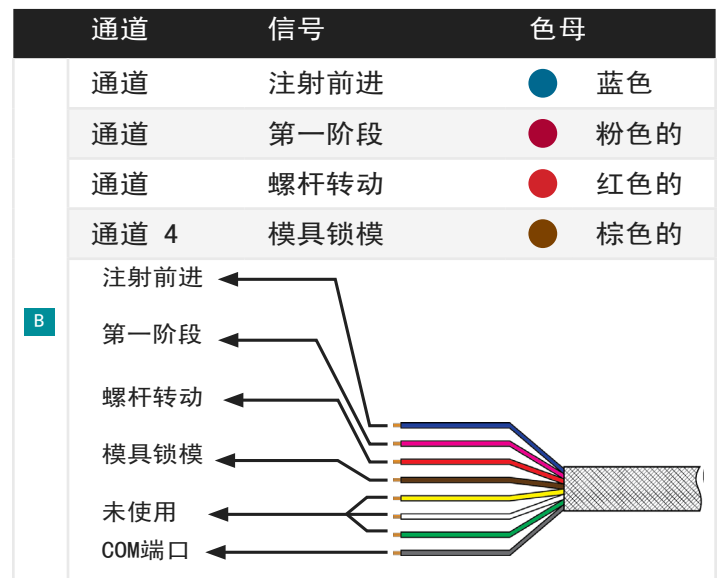 通道 信号 色母
通道 注射前进 蓝色
通道 第一阶段 粉色的
通道 螺杆转动 红色的
通道 4 模具锁模 棕色的
B
注射前进
第一阶段
螺杆转动
模具锁模
未使用
COM端口